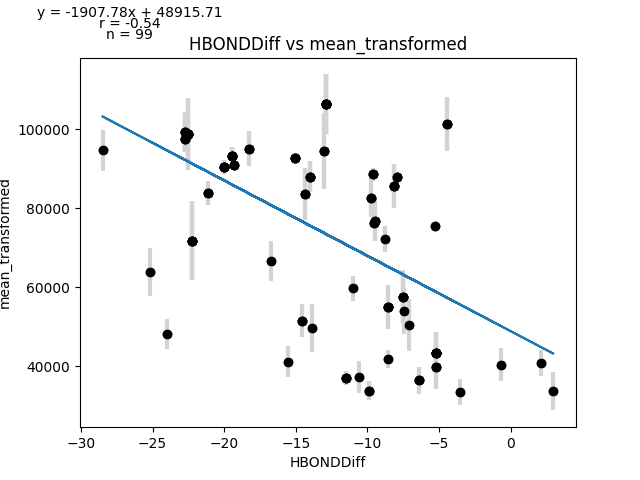 y = -1907.78x + 48915.71
r = -0.54
n = 99
HBONDDiff vs mean_transformed
mean_transformed
100000
80000
60000
40000
−30
−25
−20
−15
−10
−5
0
HBONDDiff